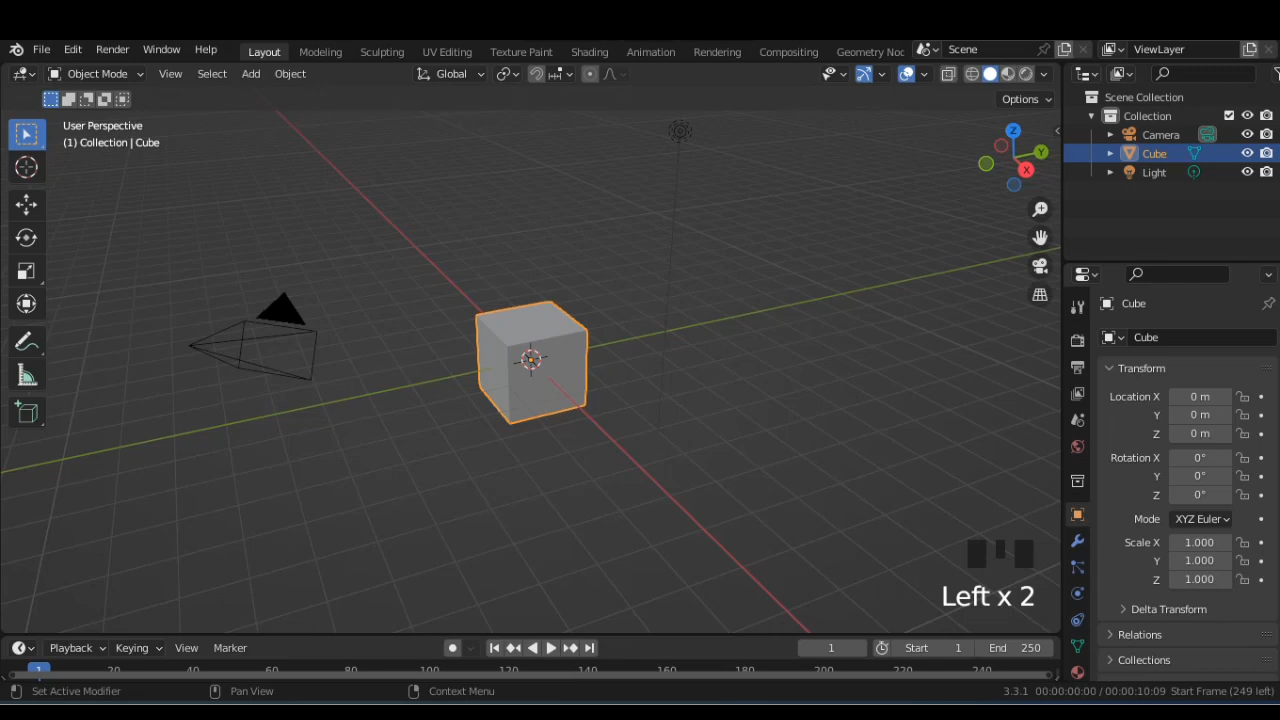 File Edit Render Window Help Layout Modeling Sculpting UV Editing Texture Paint Shading Animation Rendering Compositing Geometry Noc Scene ViewLayer
Object Mode View Select Add Object Global
Options
User Perspective
(1) Collection | Cube
Z
Y
X
Left x 2
Scene Collection
Collection
Camera
Cube
Light
Cube
Cube
Transform
Location X 0 m
Y 0 m
Z 0 m
Rotation X 0°
Y 0°
Z 0°
Mode XYZ Euler
Scale X 1.000
Y 1.000
Z 1.000
Delta Transform
Relations
Collections
Playback Keying View Marker 1 Start 1 End 250
1 20 40 60 80 100 120 140 160 180 200 220 240
Set Active Modifier Pan View Context Menu 3.3.1 00:00:00:00 / 00:00:10:09 Start Frame (249 left)